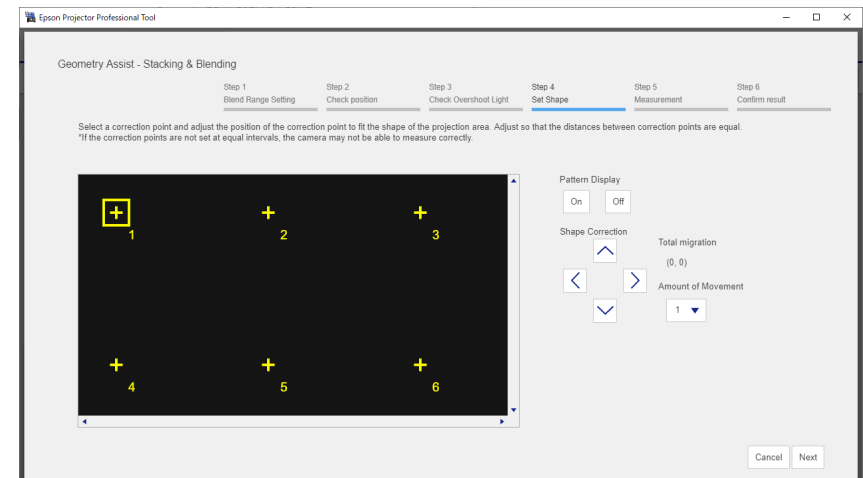 Epson Projector Professional Tool
Geometry Assist - Stacking & Blending
Step 1
Blend Range Setting
Step 2
Check position
Step 3
Check Overshoot Light
Step 4
Set Shape
Step 5
Measurement
Step 6
Confirm result
Select a correction point and adjust the position of the correction point to fit the shape of the projection area. Adjust so that the distances between correction points are equal.
*If the correction points are not set at equal intervals, the camera may not be able to measure correctly.
1
2
3
4
5
6
Pattern Display
On Off
Shape Correction
Total migration
(0, 0)
Amount of Movement
1
Cancel Next